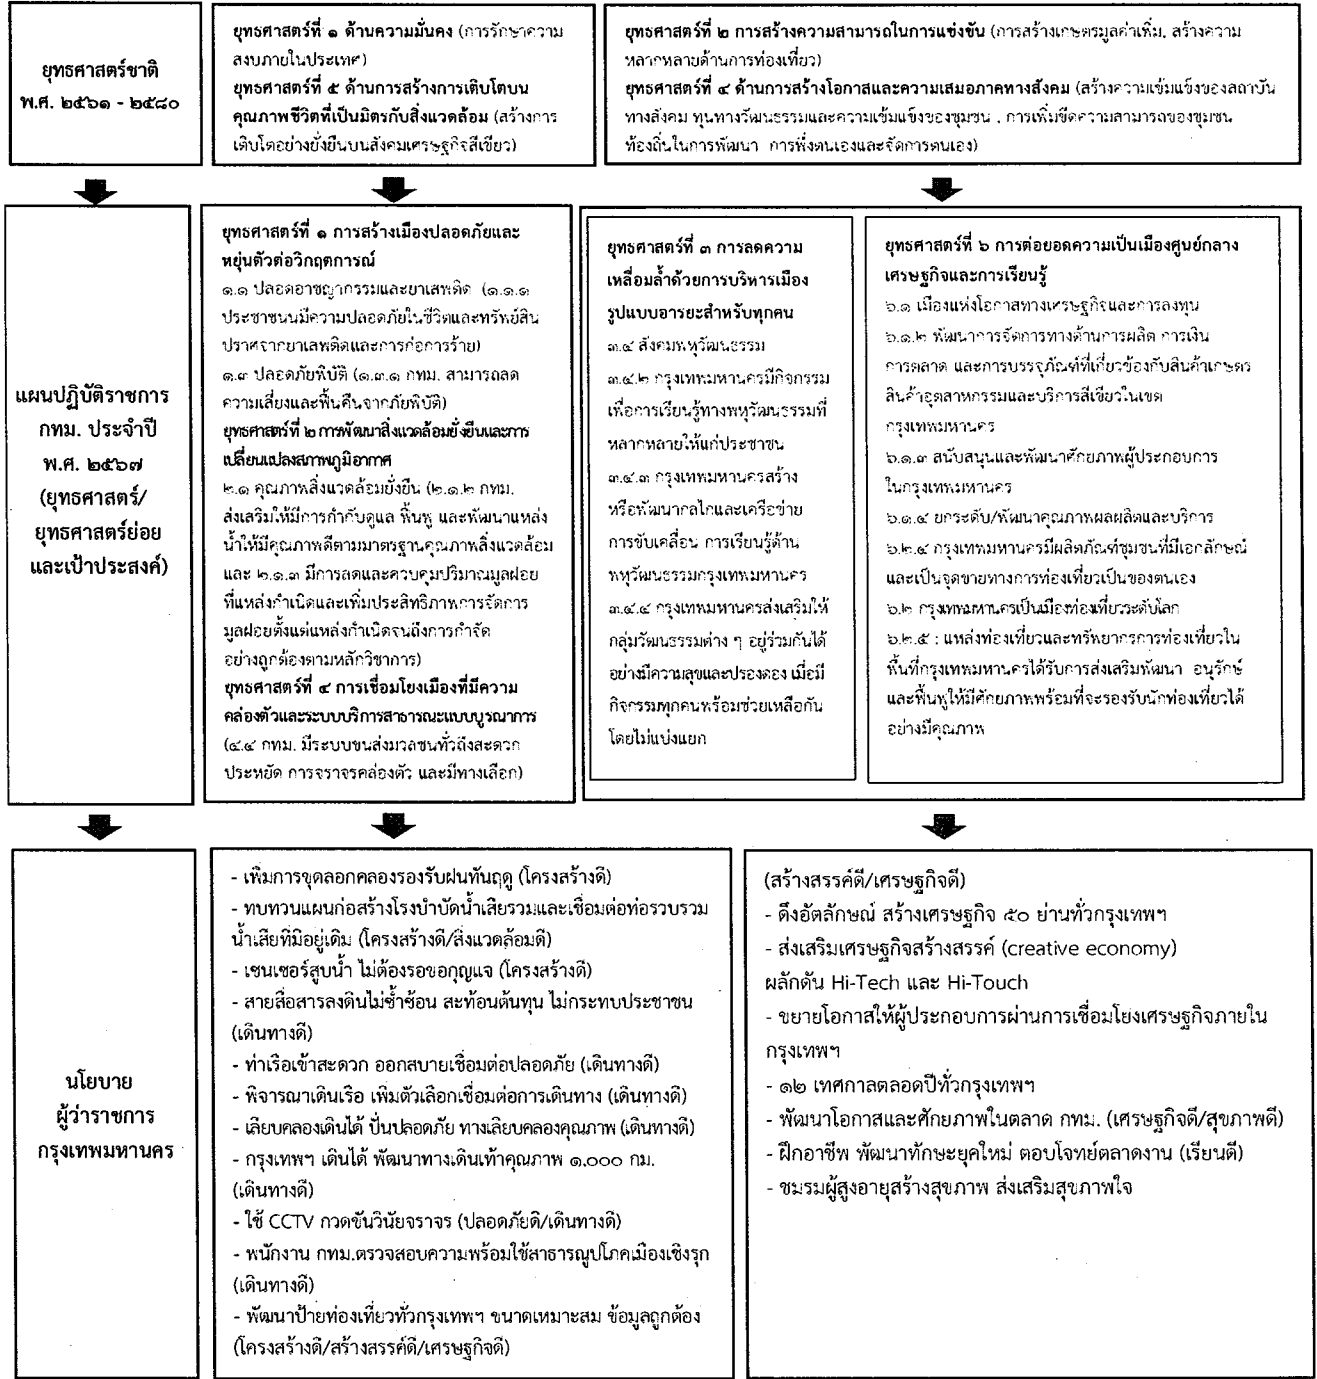 ยุทธศาสตร์ชาติ
พ.ศ. ๒๕๖๑ - ๒๕๘๐
ยุทธศาสตร์ที่ ๑ ด้านความมั่นคง (การรักษาความ
สงบภายในประเทศ)
ยุทธศาสตร์ที่ ๕ ด้านการสร้างการเติบโตบน
คุณภาพชีวิตที่เป็นมิตรกับสิ่งแวดล้อม (สร้างการ
เติบโตอย่างยั่งยืนบนสังคมเศรษฐกิจสีเขียว)
ยุทธศาสตร์ที่ ๒ การสร้างความสามารถในการแข่งขัน (การสร้างเกษตรมูลค่าเพิ่ม, สร้างความ
หลากหลายด้านการท่องเที่ยว)
ยุทธศาสตร์ที่ ๔ ด้านการสร้างโอกาสและความเสมอภาคทางสังคม (สร้างความเข้มแข็งของสถาบัน
ทางสังคม ทุนทางวัฒนธรรมและความเข้มแข็งของชุมชน , การเพิ่มขีดความสามารถของชุมชน
ท้องถิ่นในการพัฒนา การพึ่งตนเองและจัดการตนเอง)
แผนปฏิบัติราชการ
กทม. ประจำปี
พ.ศ. ๒๕๖๗
(ยุทธศาสตร์/
ยุทธศาสตร์ย่อย
และเป้าประสงค์)
ยุทธศาสตร์ที่ ๑ การสร้างเมืองปลอดภัยและ
หยุ่นตัวต่อวิกฤตการณ์
๑.๑ ปลอดอาชญากรรมและยาเสพติด (๑.๑.๑
ประชาชนมีความปลอดภัยในชีวิตและทรัพย์สิน
ปราศจากยาเสพติดและการก่อการร้าย)
๑.๓ ปลอดภัยพิบัติ (๑.๓.๑ กทม. สามารถลด
ความเสี่ยงและฟื้นคืนจากภัยพิบัติ)
ยุทธศาสตร์ที่ ๒ การพัฒนาสิ่งแวดล้อมยั่งยืนและการ
เปลี่ยนแปลงสภาพภูมิอากาศ
๒.๑ คุณภาพสิ่งแวดล้อมยั่งยืน (๒.๑.๒ กทม.
ส่งเสริมให้มีการกำกับดูแล ฟื้นฟู และพัฒนาแหล่ง
น้ำให้มีคุณภาพดีตามมาตรฐานคุณภาพสิ่งแวดล้อม
และ ๒.๑.๓ มีการลดและควบคุมปริมาณมูลฝอย
ที่แหล่งกำเนิดและเพิ่มประสิทธิภาพการจัดการ
มูลฝอยตั้งแต่แหล่งกำเนิดจนถึงการกำจัด
อย่างถูกต้องตามหลักวิชาการ)
ยุทธศาสตร์ที่ ๔ การเชื่อมโยงเมืองที่มีความ
คล่องตัวและระบบบริการสาธารณะแบบบูรณาการ
(๔.๔ กทม. มีระบบขนส่งมวลชนทั่วถึงสะดวก
ประหยัด การจราจรคล่องตัว และมีทางเลือก)
ยุทธศาสตร์ที่ ๓ การลดความ
เหลื่อมล้ำด้วยการบริหารเมือง
รูปแบบอารยะสำหรับทุกคน
๓.๔ สังคมพหุวัฒนธรรม
๓.๔.๒ กรุงเทพมหานครมีกิจกรรม
เพื่อการเรียนรู้ทางพหุวัฒนธรรมที่
หลากหลายให้แก่ประชาชน
๓.๔.๓ กรุงเทพมหานครสร้าง
หรือพัฒนากลไกและเครือข่าย
การขับเคลื่อน การเรียนรู้ด้าน
พหุวัฒนธรรมกรุงเทพมหานคร
๓.๔.๔ กรุงเทพมหานครส่งเสริมให้
กลุ่มวัฒนธรรมต่าง ๆ อยู่ร่วมกันได้
อย่างมีความสุขและปรองดอง เมื่อมี
กิจกรรมทุกคนพร้อมช่วยเหลือกัน
โดยไม่แบ่งแยก
ยุทธศาสตร์ที่ ๖ การต่อยอดความเป็นเมืองศูนย์กลาง
เศรษฐกิจและการเรียนรู้
๖.๑ เมืองแห่งโอกาสทางเศรษฐกิจและการลงทุน
๖.๑.๒ พัฒนาการจัดการทางด้านการผลิต การเงิน
การตลาด และการบรรจุภัณฑ์ที่เกี่ยวข้องกับสินค้าเกษตร
สินค้าอุตสาหกรรมและบริการสีเขียวในเขต
กรุงเทพมหานคร
๖.๑.๓ สนับสนุนและพัฒนาศักยภาพผู้ประกอบการ
ในกรุงเทพมหานคร
๖.๑.๔ ยกระดับ/พัฒนาคุณภาพผลผลิตและบริการ
๖.๒.๔ กรุงเทพมหานครมีผลิตภัณฑ์ชุมชนที่มีเอกลักษณ์
และเป็นจุดขายทางการท่องเที่ยวเป็นของตนเอง
๖.๒ กรุงเทพมหานครเป็นเมืองท่องเที่ยวระดับโลก
๖.๒.๕ : แหล่งท่องเที่ยวและทรัพยากรการท่องเที่ยวใน
พื้นที่กรุงเทพมหานครได้รับการส่งเสริมพัฒนา อนุรักษ์
และฟื้นฟูให้มีศักยภาพพร้อมที่จะรองรับนักท่องเที่ยวได้
อย่างมีคุณภาพ
นโยบาย
ผู้ว่าราชการ
กรุงเทพมหานคร
- เพิ่มการขุดลอกคลองรองรับฝนทันฤดู (โครงสร้างดี)
- ทบทวนแผนก่อสร้างโรงบำบัดน้ำเสียรวมและเชื่อมต่อท่อรวบรวม
น้ำเสียที่มีอยู่เดิม (โครงสร้างดี/สิ่งแวดล้อมดี)
- เซนเซอร์สูบน้ำ ไม่ต้องรอขอกุญแจ (โครงสร้างดี)
- สายสื่อสารลงดินไม่ซ้ำซ้อน สะท้อนต้นทุน ไม่กระทบประชาชน
(เดินทางดี)
- ท่าเรือเข้าสะดวก ออกสบายเชื่อมต่อปลอดภัย (เดินทางดี)
- พิจารณาเดินเรือ เพิ่มตัวเลือกเชื่อมต่อการเดินทาง (เดินทางดี)
- เลียบคลองเดินได้ ปั่นปลอดภัย ทางเลียบคลองคุณภาพ (เดินทางดี)
- กรุงเทพฯ เดินได้ พัฒนาทางเดินเท้าคุณภาพ ๑,๐๐๐ กม.
(เดินทางดี)
- ใช้ CCTV กวดขันวินัยจราจร (ปลอดภัยดี/เดินทางดี)
- พนักงาน กทม.ตรวจสอบความพร้อมใช้สาธารณูปโภคเมืองเชิงรุก
(เดินทางดี)
- พัฒนาป้ายท่องเที่ยวทั่วกรุงเทพฯ ขนาดเหมาะสม ข้อมูลถูกต้อง
(โครงสร้างดี/สร้างสรรค์ดี/เศรษฐกิจดี)
(สร้างสรรค์ดี/เศรษฐกิจดี)
- ดึงอัตลักษณ์ สร้างเศรษฐกิจ ๕๐ ย่านทั่วกรุงเทพฯ
- ส่งเสริมเศรษฐกิจสร้างสรรค์ (creative economy)
ผลักดัน Hi-Tech และ Hi-Touch
- ขยายโอกาสให้ผู้ประกอบการผ่านการเชื่อมโยงเศรษฐกิจภายใน
กรุงเทพฯ
- ๑๒ เทศกาลตลอดปีทั่วกรุงเทพฯ
- พัฒนาโอกาสและศักยภาพในตลาด กทม. (เศรษฐกิจดี/สุขภาพดี)
- ฝึกอาชีพ พัฒนาทักษะยุคใหม่ ตอบโจทย์ตลาดงาน (เรียนดี)
- ชมรมผู้สูงอายุสร้างสุขภาพ ส่งเสริมสุขภาพใจ